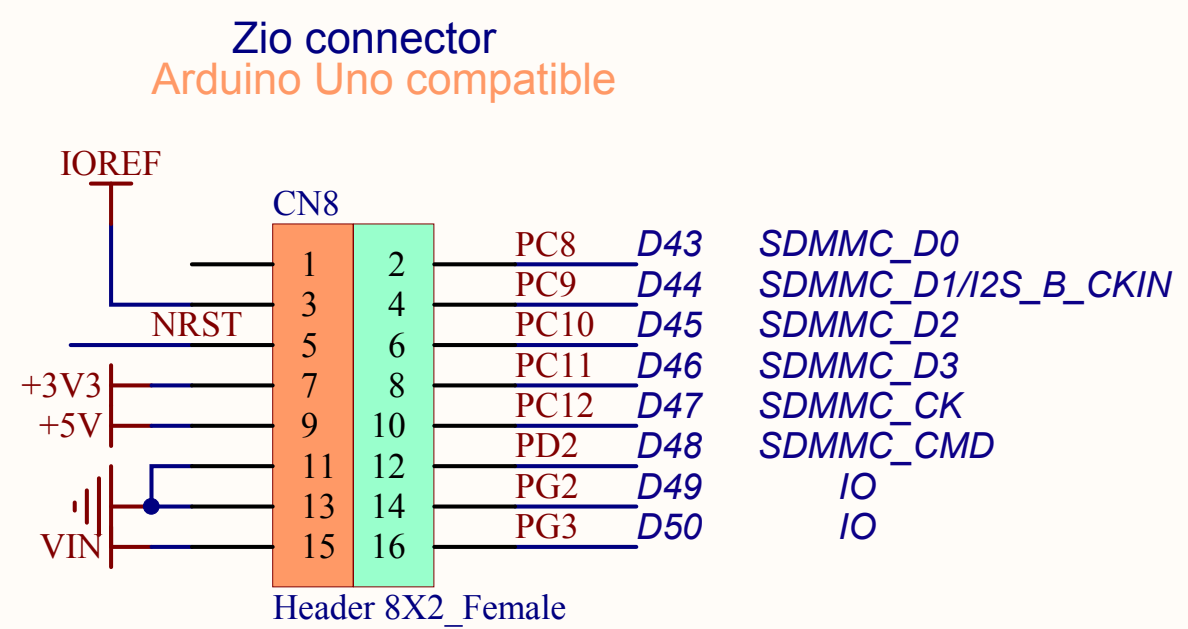 Zio connector
Arduino Uno compatible
IOREF
CN8
1 2 PC8 D43 SDMMC_D0
3 4 PC9 D44 SDMMC_D1/I2S_B_CKIN
NRST 5 6 PC10 D45 SDMMC_D2
+3V3 7 8 PC11 D46 SDMMC_D3
+5V 9 10 PC12 D47 SDMMC_CK
11 12 PD2 D48 SDMMC_CMD
13 14 PG2 D49 IO
VIN 15 16 PG3 D50 IO
Header 8X2_Female